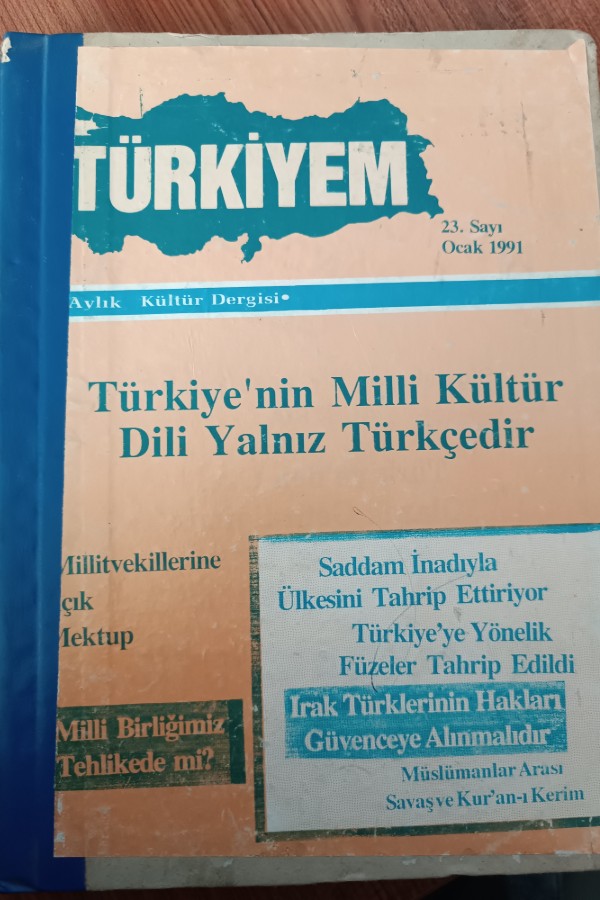 TÜRKİYEM
23. Sayı
Ocak 1991
Aylık Kültür Dergisi•
Türkiye'nin Milli Kültür
Dili Yalnız Türkçedir
Millitvekillerine
çık
Mektup
Milli Birliğimiz
Tehlikede mi?
Saddam İnadıyla
Ülkesini Tahrip Ettiriyor
Türkiye'ye Yönelik
Füzeler Tahrip Edildi
Irak Türklerinin Hakları
Güvenceye Alınmalıdır
Müslümanlar Arası
Savaş ve Kur'an-ı Kerim